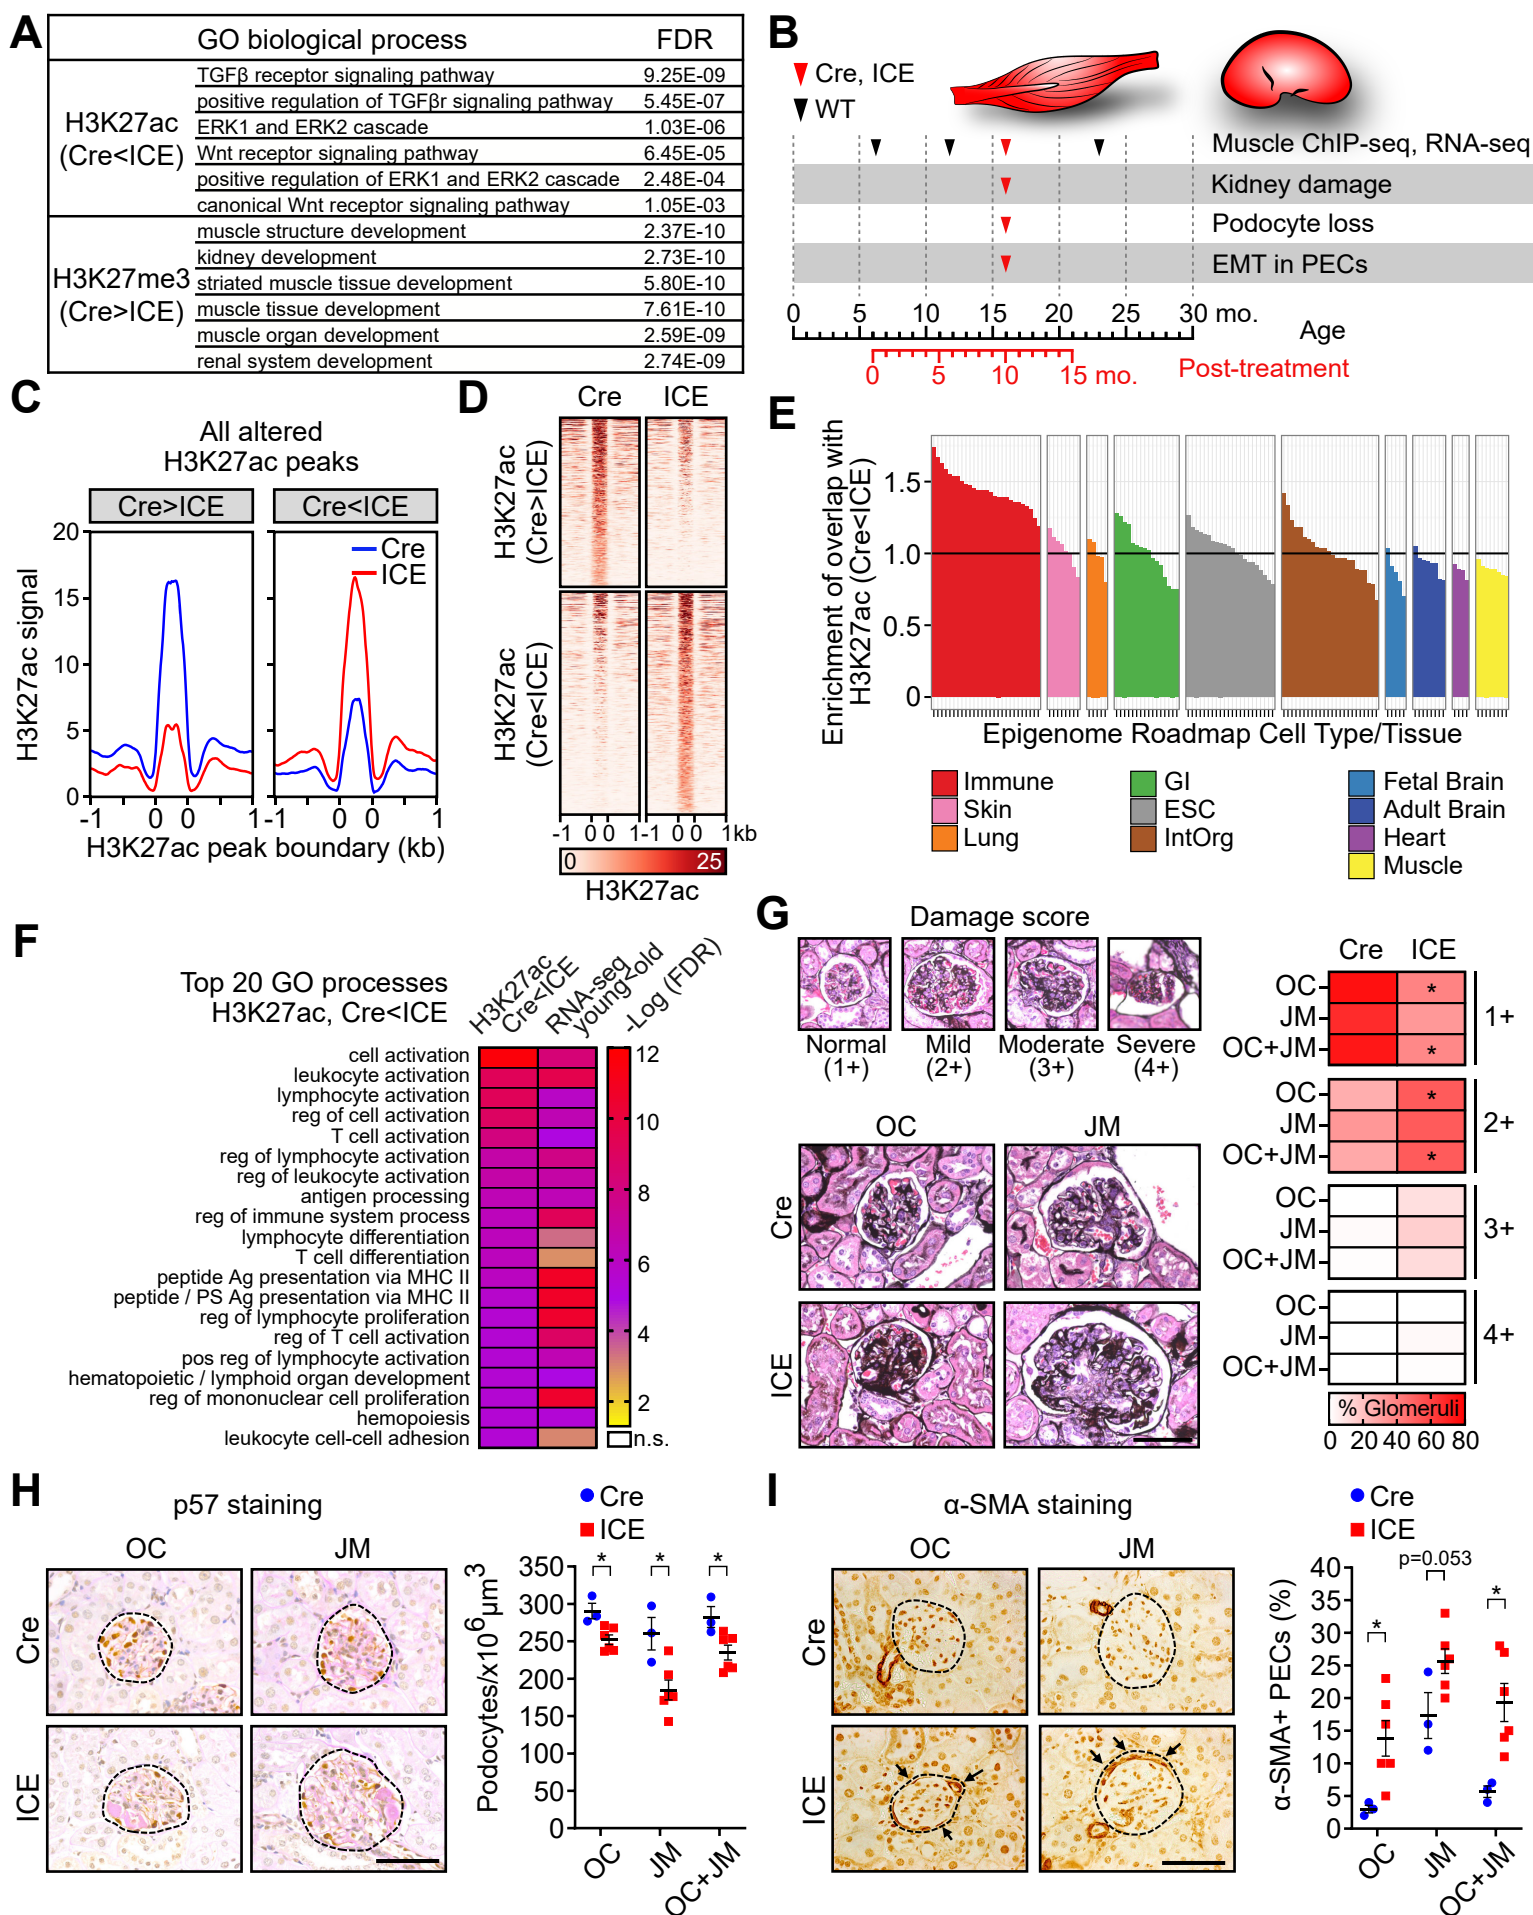 A
GO biological process FDR
H3K27ac
(Cre<ICE)
TGFβ receptor signaling pathway 9.25E-09
positive regulation of TGFβr signaling pathway 5.45E-07
ERK1 and ERK2 cascade 1.03E-06
Wnt receptor signaling pathway 6.45E-05
positive regulation of ERK1 and ERK2 cascade 2.48E-04
canonical Wnt receptor signaling pathway 1.05E-03
H3K27me3
(Cre>ICE)
muscle structure development 2.37E-10
kidney development 2.73E-10
striated muscle tissue development 5.80E-10
muscle tissue development 7.61E-10
muscle organ development 2.59E-09
renal system development 2.74E-09
B
Cre, ICE
WT
Muscle ChIP-seq, RNA-seq
Kidney damage
Podocyte loss
EMT in PECs
0 5 10 15 20 25 30 mo.
Age
0 5 10 15 mo.
Post-treatment
C
All altered
H3K27ac peaks
Cre>ICE Cre<ICE
Cre
ICE
H3K27ac signal
20
15
10
5
0
-1 0 0 1 -1 0 0 1
H3K27ac peak boundary (kb)
D
Cre ICE
H3K27ac
(Cre>ICE)
H3K27ac
(Cre<ICE)
-1 0 0 1 -1 0 0 1kb
0 25
H3K27ac
E
Enrichment of overlap with
H3K27ac (Cre<ICE)
1.5
1.0
0.5
0
Epigenome Roadmap Cell Type/Tissue
Immune
Skin
Lung
GI
ESC
IntOrg
Fetal Brain
Adult Brain
Heart
Muscle
F
Top 20 GO processes
H3K27ac, Cre<ICE
H3K27ac
Cre<ICE
RNA-seq
young<old
-Log (FDR)
cell activation
leukocyte activation
lymphocyte activation
reg of cell activation
T cell activation
reg of lymphocyte activation
reg of leukocyte activation
antigen processing
reg of immune system process
lymphocyte differentiation
T cell differentiation
peptide Ag presentation via MHC II
peptide / PS Ag presentation via MHC II
reg of lymphocyte proliferation
reg of T cell activation
pos reg of lymphocyte activation
hematopoietic / lymphoid organ development
reg of mononuclear cell proliferation
hemopoiesis
leukocyte cell-cell adhesion
12
10
8
6
4
2
n.s.
G
Damage score
Normal
(1+)
Mild
(2+)
Moderate
(3+)
Severe
(4+)
OC JM
Cre
ICE
Cre ICE
OC *
JM
OC+JM *
1+
OC *
JM
OC+JM *
2+
OC
JM
OC+JM
3+
OC
JM
OC+JM
4+
% Glomeruli
0 20 40 60 80
H
p57 staining
OC JM
Cre
ICE
Cre
ICE
Podocytes/x10⁶μm³
350
300
250
200
150
100
50
0
* * *
OC JM OC+JM
I
α-SMA staining
OC JM
Cre
ICE
Cre
ICE
α-SMA+ PECs (%)
40
35
30
25
20
15
10
5
0
* p=0.053 *
OC JM OC+JM